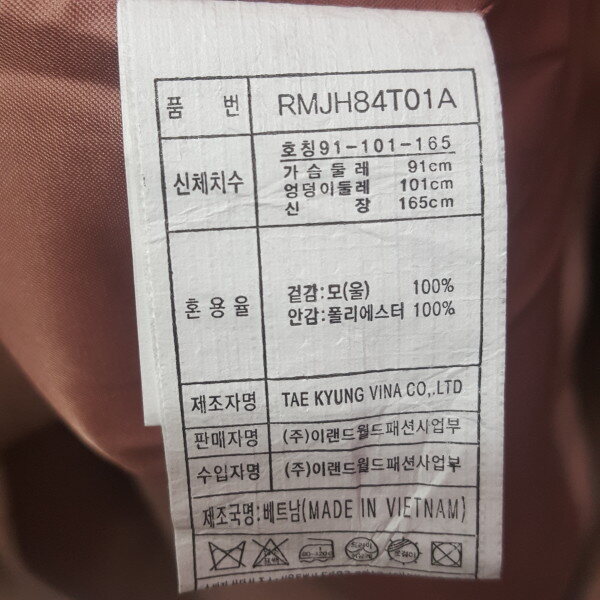 품 번 RMJH84T01A
신체치수
호칭91-101-165
가슴둘레 91cm
엉덩이둘레 101cm
신 장 165cm
혼용율
겉감:모(울) 100%
안감:폴리에스터 100%
제조자명 TAE KYUNG VINA CO,.LTD
판매자명 (주)이랜드월드패션사업부
수입자명 (주)이랜드월드패션사업부
제조국명:베트남(MADE IN VIETNAM)
드라이